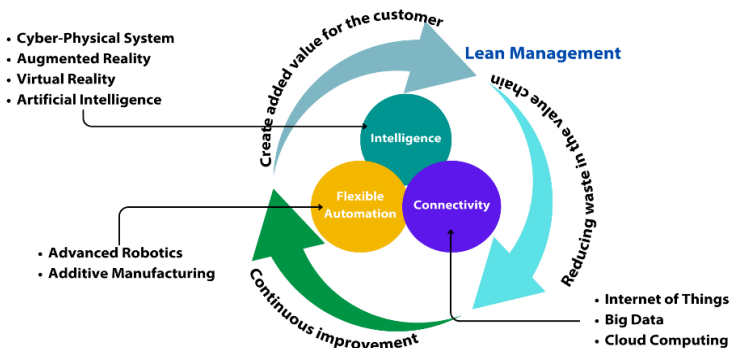 Create added value for the customer
• Cyber-Physical System
• Augmented Reality
• Virtual Reality
• Artificial Intelligence
Lean Management
Reducing waste in the value chain
Intelligence
Flexible
Automation
Connectivity
• Advanced Robotics
• Additive Manufacturing
Continuous improvement
• Internet of Things
• Big Data
• Cloud Computing